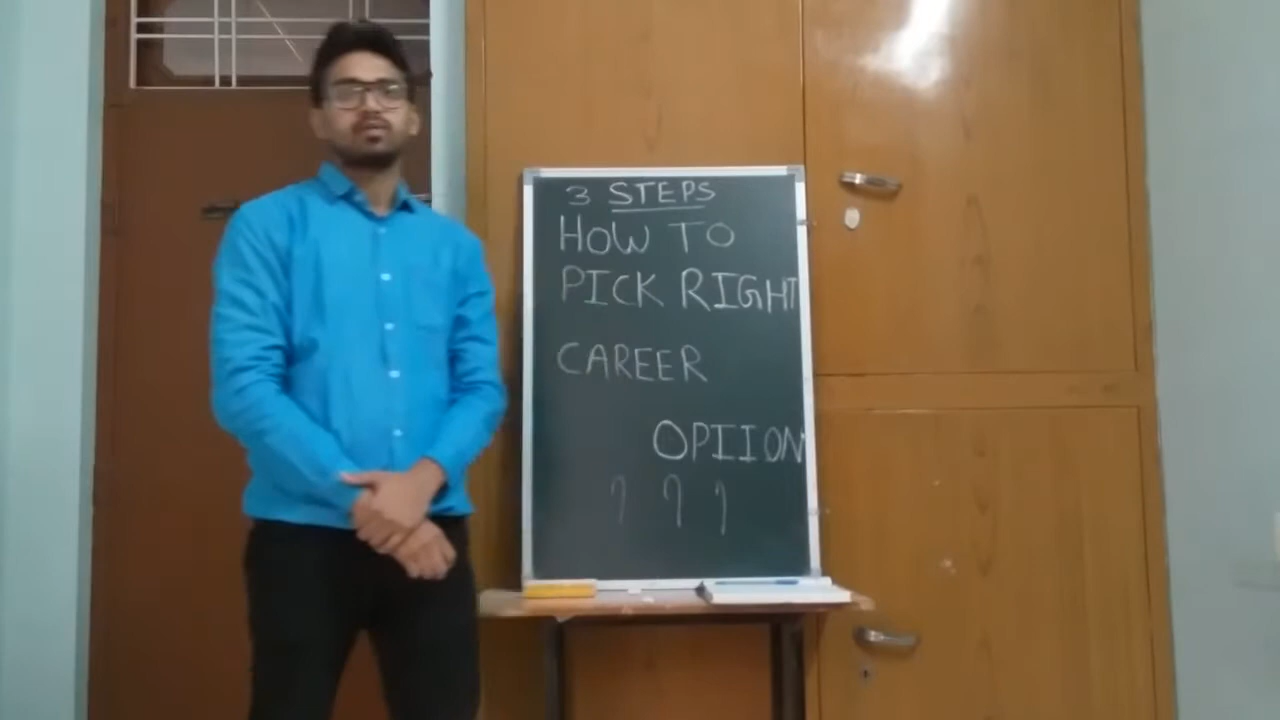 3 STEPS
HOW TO
PICK RIGHT
CAREER
OPIION
? ? ?